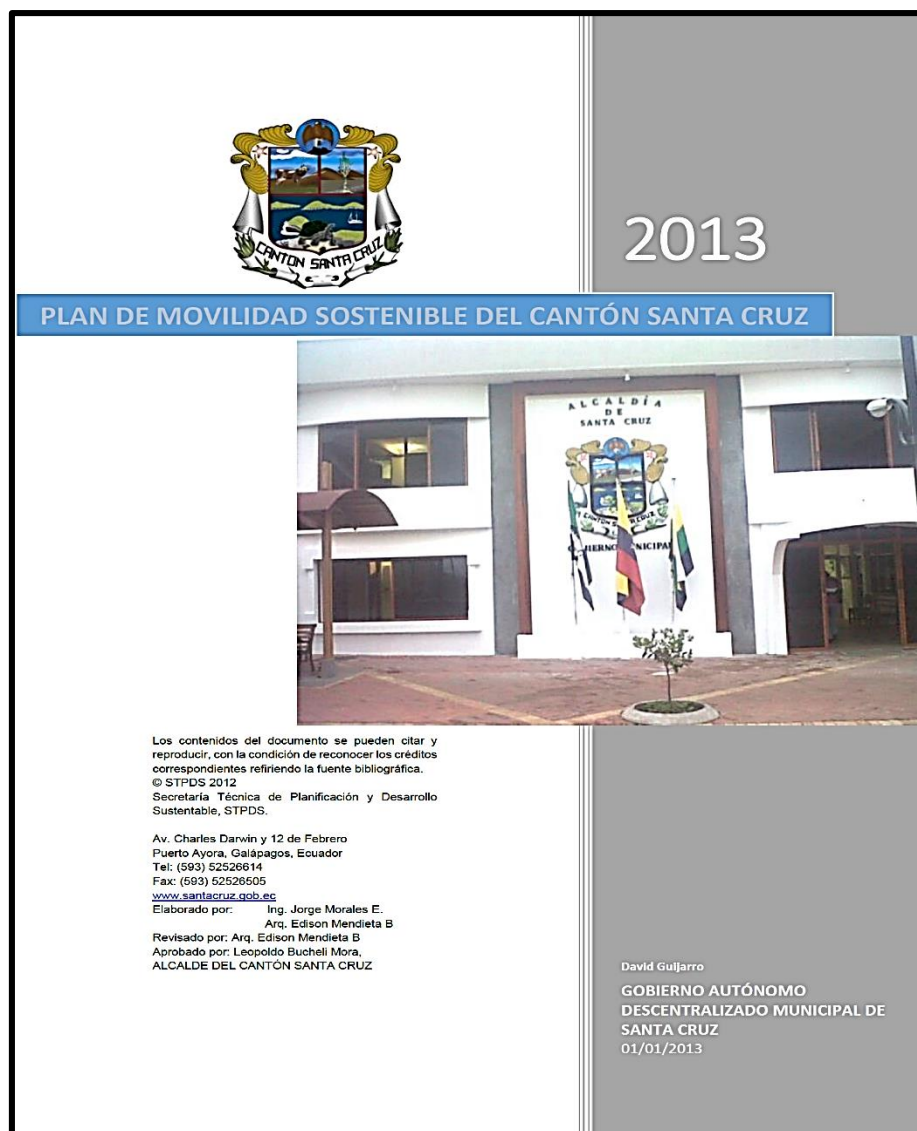 CANTON SANTA CRUZ
2013
PLAN DE MOVILIDAD SOSTENIBLE DEL CANTÓN SANTA CRUZ
ALCALDÍA
DE
SANTA CRUZ
CANTON SANTA CRUZ
Los contenidos del documento se pueden citar y
reproducir, con la condición de reconocer los créditos
correspondientes refiriendo la fuente bibliográfica.
© STPDS 2012
Secretaría Técnica de Planificación y Desarrollo
Sustentable, STPDS.
Av. Charles Darwin y 12 de Febrero
Puerto Ayora, Galápagos, Ecuador
Tel: (593) 52526614
Fax: (593) 52526505
www.santacruz.gob.ec
Elaborado por: Ing. Jorge Morales E.
Arq. Edison Mendieta B
Revisado por: Arq. Edison Mendieta B
Aprobado por: Leopoldo Bucheli Mora,
ALCALDE DEL CANTÓN SANTA CRUZ
David Guijarro
GOBIERNO AUTÓNOMO
DESCENTRALIZADO MUNICIPAL DE
SANTA CRUZ
01/01/2013